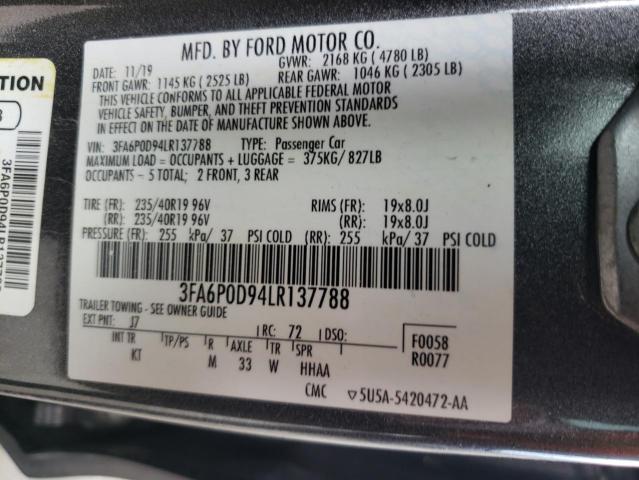 MFD. BY FORD MOTOR CO.
DATE: 11/19 GVWR: 2168 KG ( 4780 LB)
FRONT GAWR: 1145 KG ( 2525 LB) REAR GAWR: 1046 KG ( 2305 LB)
THIS VEHICLE CONFORMS TO ALL APPLICABLE FEDERAL MOTOR
VEHICLE SAFETY, BUMPER, AND THEFT PREVENTION STANDARDS
IN EFFECT ON THE DATE OF MANUFACTURE SHOWN ABOVE.
VIN: 3FA6P0D94LR137788 TYPE: Passenger Car
MAXIMUM LOAD = OCCUPANTS + LUGGAGE = 375KG/ 827LB
OCCUPANTS - 5 TOTAL; 2 FRONT, 3 REAR
TIRE (FR): 235/40R19 96V RIMS (FR): 19x8.0J
(RR): 235/40R19 96V (RR): 19x8.0J
PRESSURE (FR): 255 kPa/ 37 PSI COLD (RR): 255 kPa/ 37 PSI COLD
3FA6P0D94LR137788
TRAILER TOWING - SEE OWNER GUIDE
EXT PNT: J7 RC: 72 DSO: F0058
INT TR TP/PS R AXLE TR SPR R0077
KT M 33 W HHAA
CMC 5U5A-5420472-AA
TION
3
3FA6P0D94LR137788